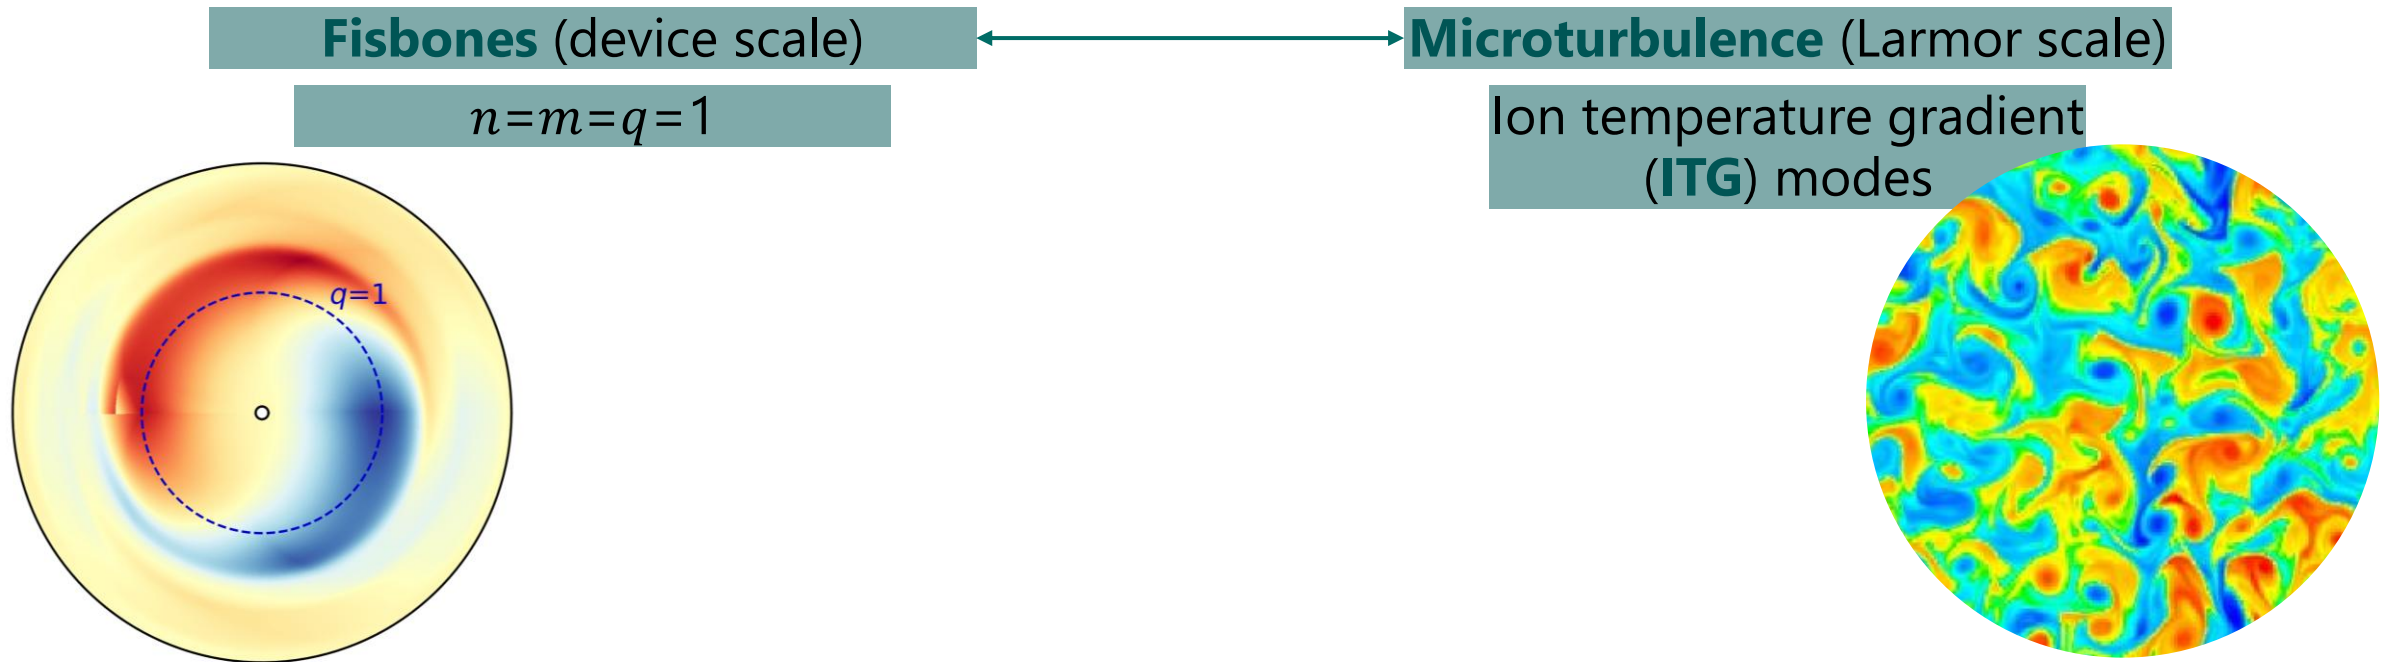 Fisbones (device scale)
Microturbulence (Larmor scale)
n=m=q=1
Ion temperature gradient
(ITG) modes
q=1